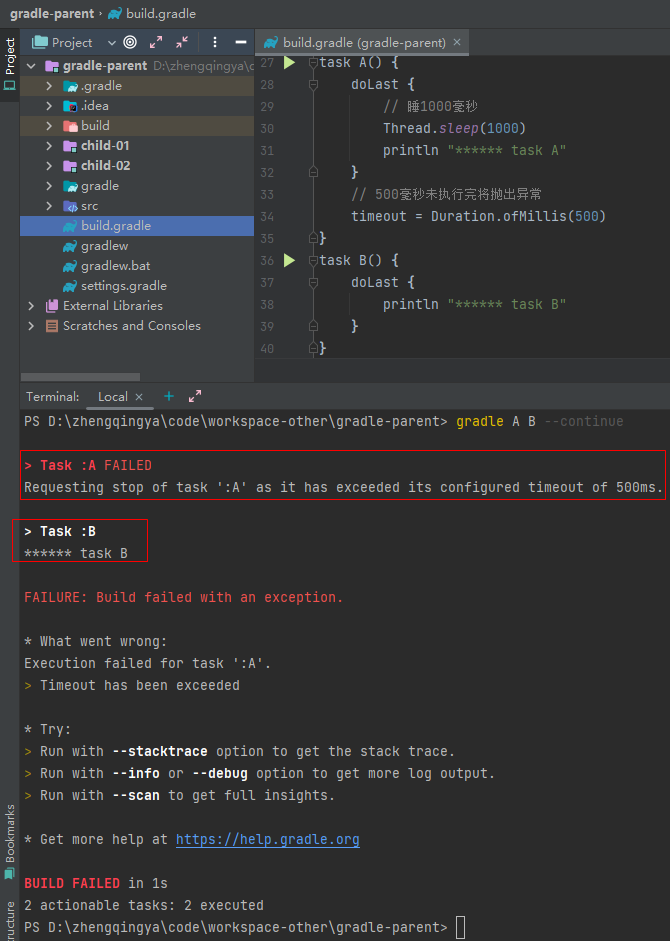 gradle-parent › build.gradle
Project
Project
build.gradle (gradle-parent)
gradle-parent D:\zhengqingya\c
.gradle
.idea
build
child-01
child-02
gradle
src
build.gradle
gradlew
gradlew.bat
settings.gradle
External Libraries
Scratches and Consoles
27 task A() {
28 doLast {
29 // 睡1000毫秒
30 Thread.sleep(1000)
31 println "****** task A"
32 }
33 // 500毫秒未执行完将抛出异常
34 timeout = Duration.ofMillis(500)
35 }
36 task B() {
37 doLast {
38 println "****** task B"
39 }
40 }
Terminal: Local
PS D:\zhengqingya\code\workspace-other\gradle-parent> gradle A B --continue
> Task :A FAILED
Requesting stop of task ':A' as it has exceeded its configured timeout of 500ms.
> Task :B
****** task B
FAILURE: Build failed with an exception.
* What went wrong:
Execution failed for task ':A'.
> Timeout has been exceeded
* Try:
> Run with --stacktrace option to get the stack trace.
> Run with --info or --debug option to get more log output.
> Run with --scan to get full insights.
* Get more help at https://help.gradle.org
BUILD FAILED in 1s
2 actionable tasks: 2 executed
PS D:\zhengqingya\code\workspace-other\gradle-parent>
Bookmarks
ructure